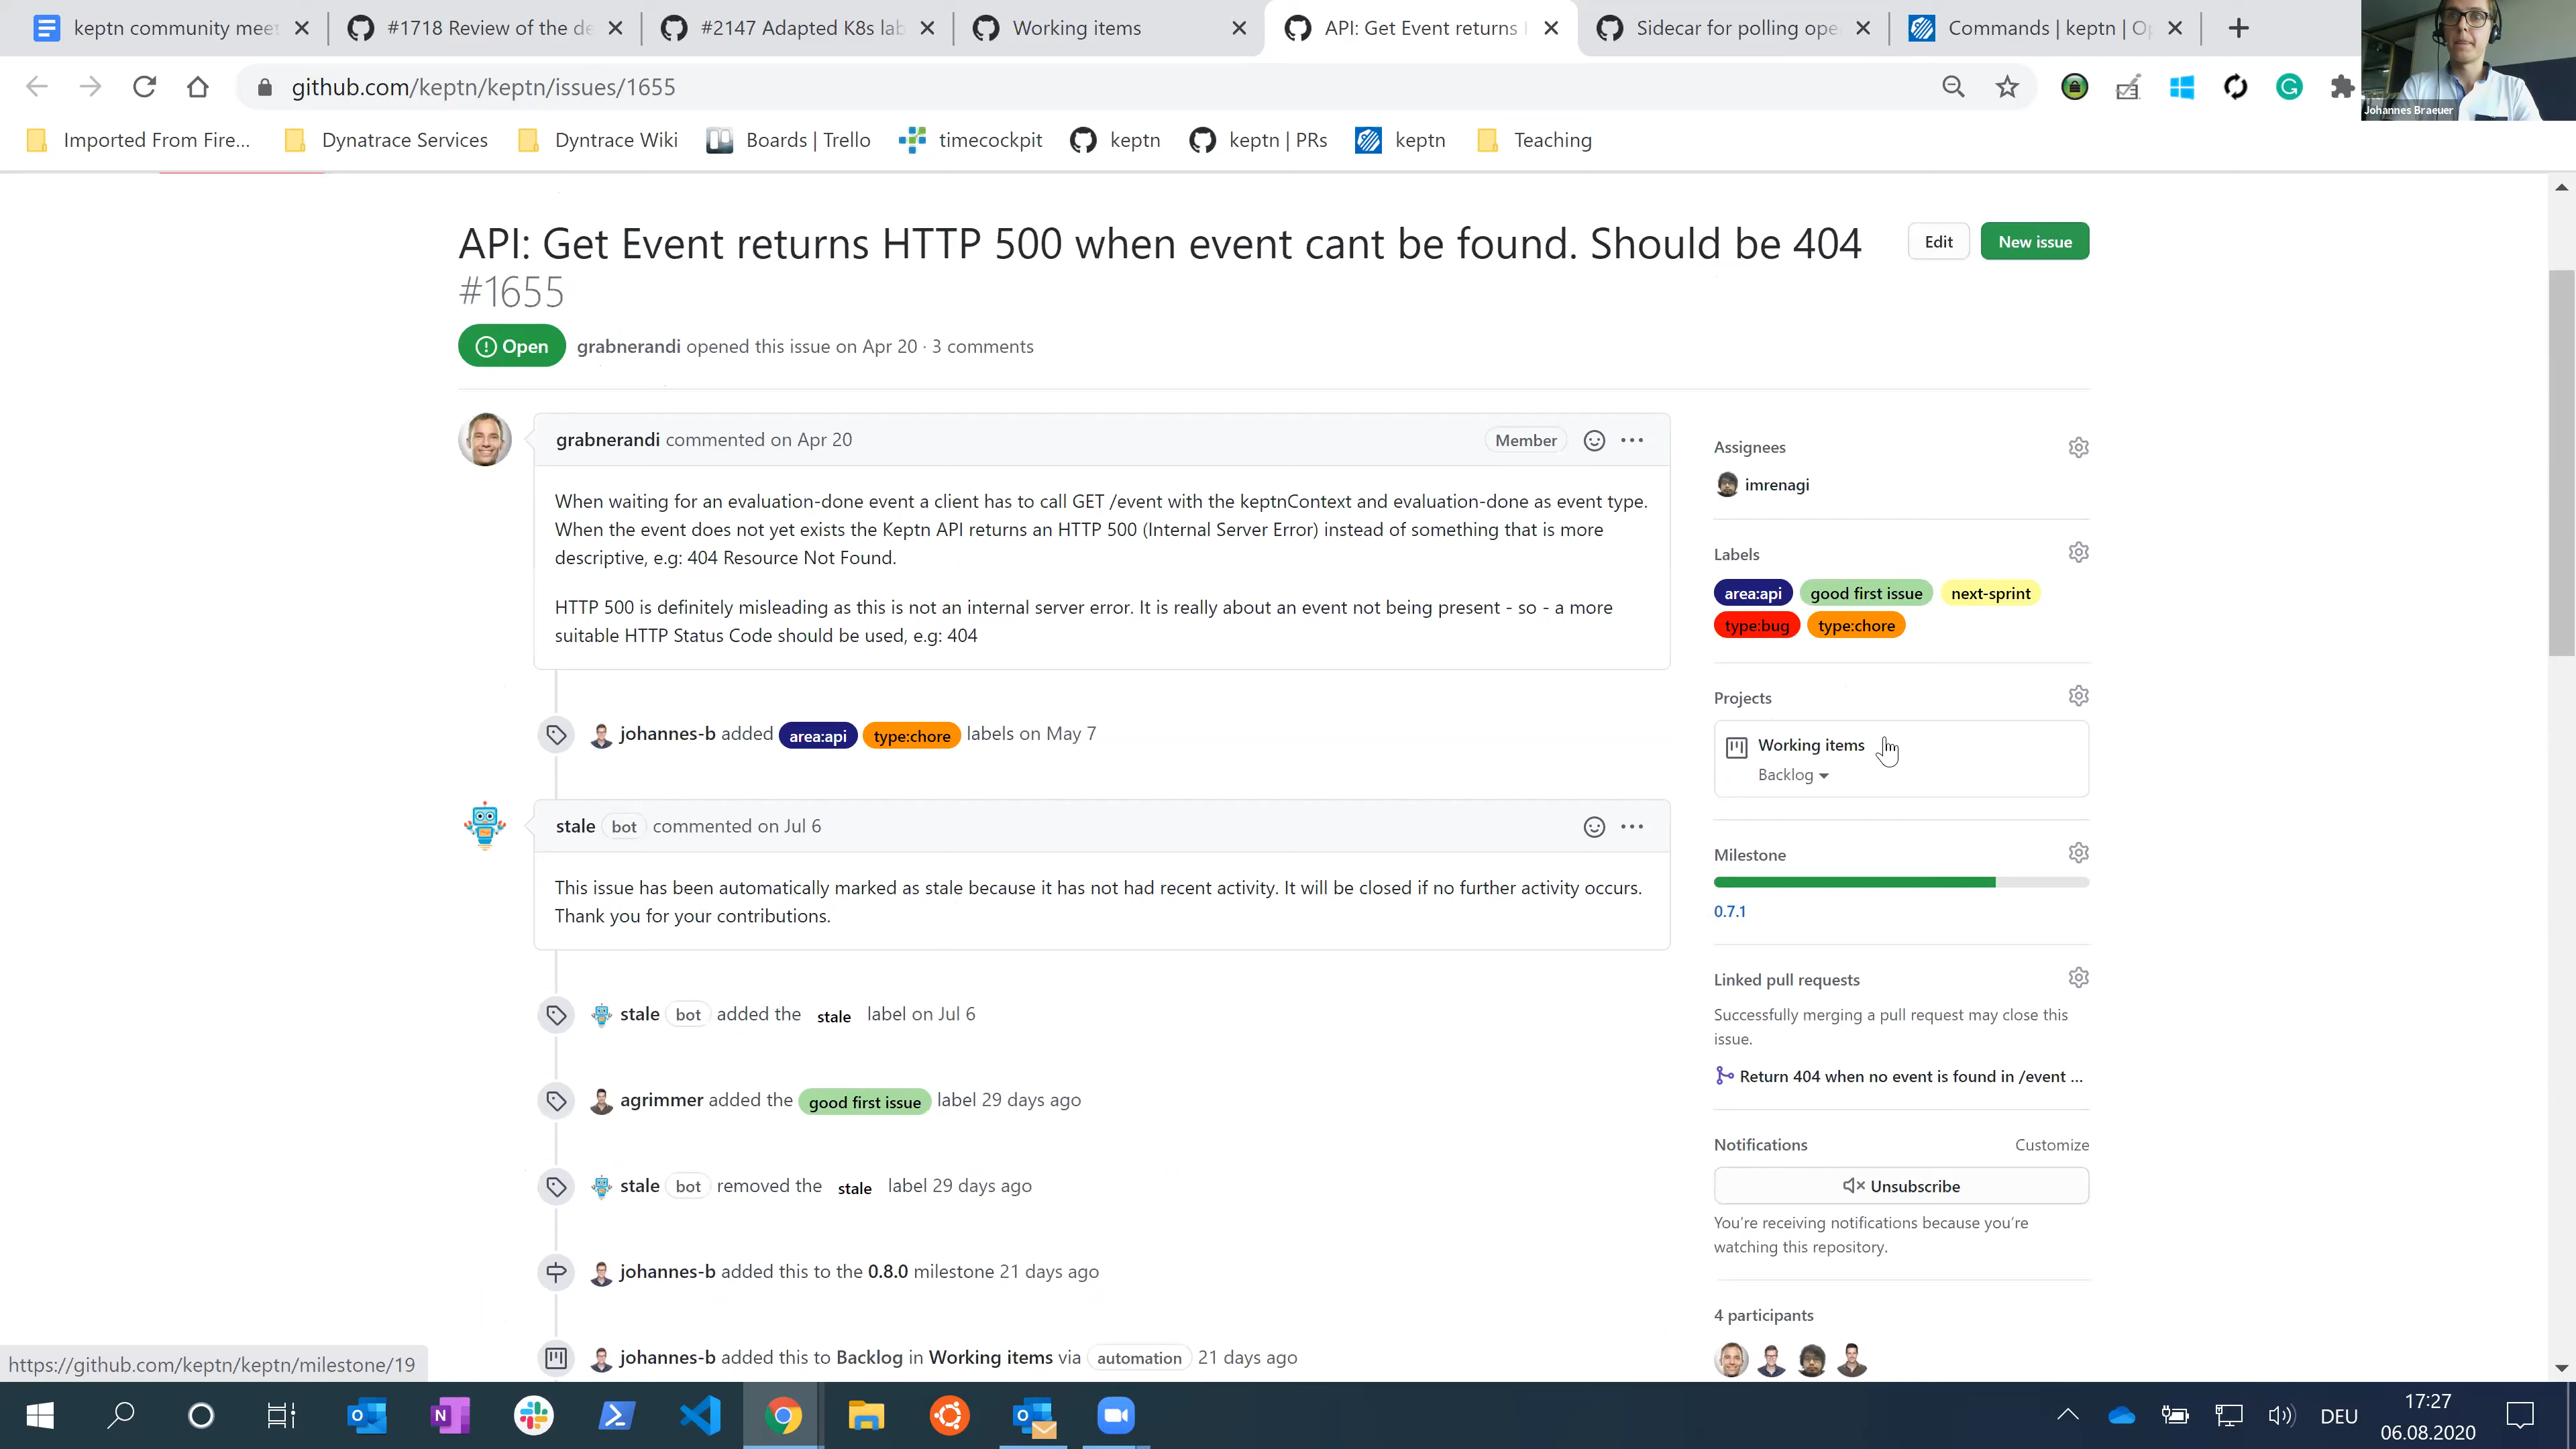 keptn community mee
#1718 Review of the de
#2147 Adapted K8s lab
Working items
API: Get Event returns
Sidecar for polling ope
Commands | keptn | Op
github.com/keptn/keptn/issues/1655
Johannes Braeuer
Imported From Fire...
Dynatrace Services
Dyntrace Wiki
Boards | Trello
timecockpit
keptn
keptn | PRs
keptn
Teaching
API: Get Event returns HTTP 500 when event cant be found. Should be 404
#1655
Edit
New issue
Open
grabnerandi opened this issue on Apr 20 · 3 comments
grabnerandi commented on Apr 20
Member
When waiting for an evaluation-done event a client has to call GET /event with the keptnContext and evaluation-done as event type.
When the event does not yet exists the Keptn API returns an HTTP 500 (Internal Server Error) instead of something that is more
descriptive, e.g: 404 Resource Not Found.
HTTP 500 is definitely misleading as this is not an internal server error. It is really about an event not being present - so - a more
suitable HTTP Status Code should be used, e.g: 404
johannes-b added area:api type:chore labels on May 7
stale bot commented on Jul 6
This issue has been automatically marked as stale because it has not had recent activity. It will be closed if no further activity occurs.
Thank you for your contributions.
stale bot added the stale label on Jul 6
agrimmer added the good first issue label 29 days ago
stale bot removed the stale label 29 days ago
johannes-b added this to the 0.8.0 milestone 21 days ago
johannes-b added this to Backlog in Working items via automation 21 days ago
Assignees
imrenagi
Labels
area:api good first issue next-sprint
type:bug type:chore
Projects
Working items
Backlog
Milestone
0.7.1
Linked pull requests
Successfully merging a pull request may close this
issue.
Return 404 when no event is found in /event ...
Notifications
Customize
Unsubscribe
You're receiving notifications because you're
watching this repository.
4 participants
https://github.com/keptn/keptn/milestone/19
DEU
17:27
06.08.2020